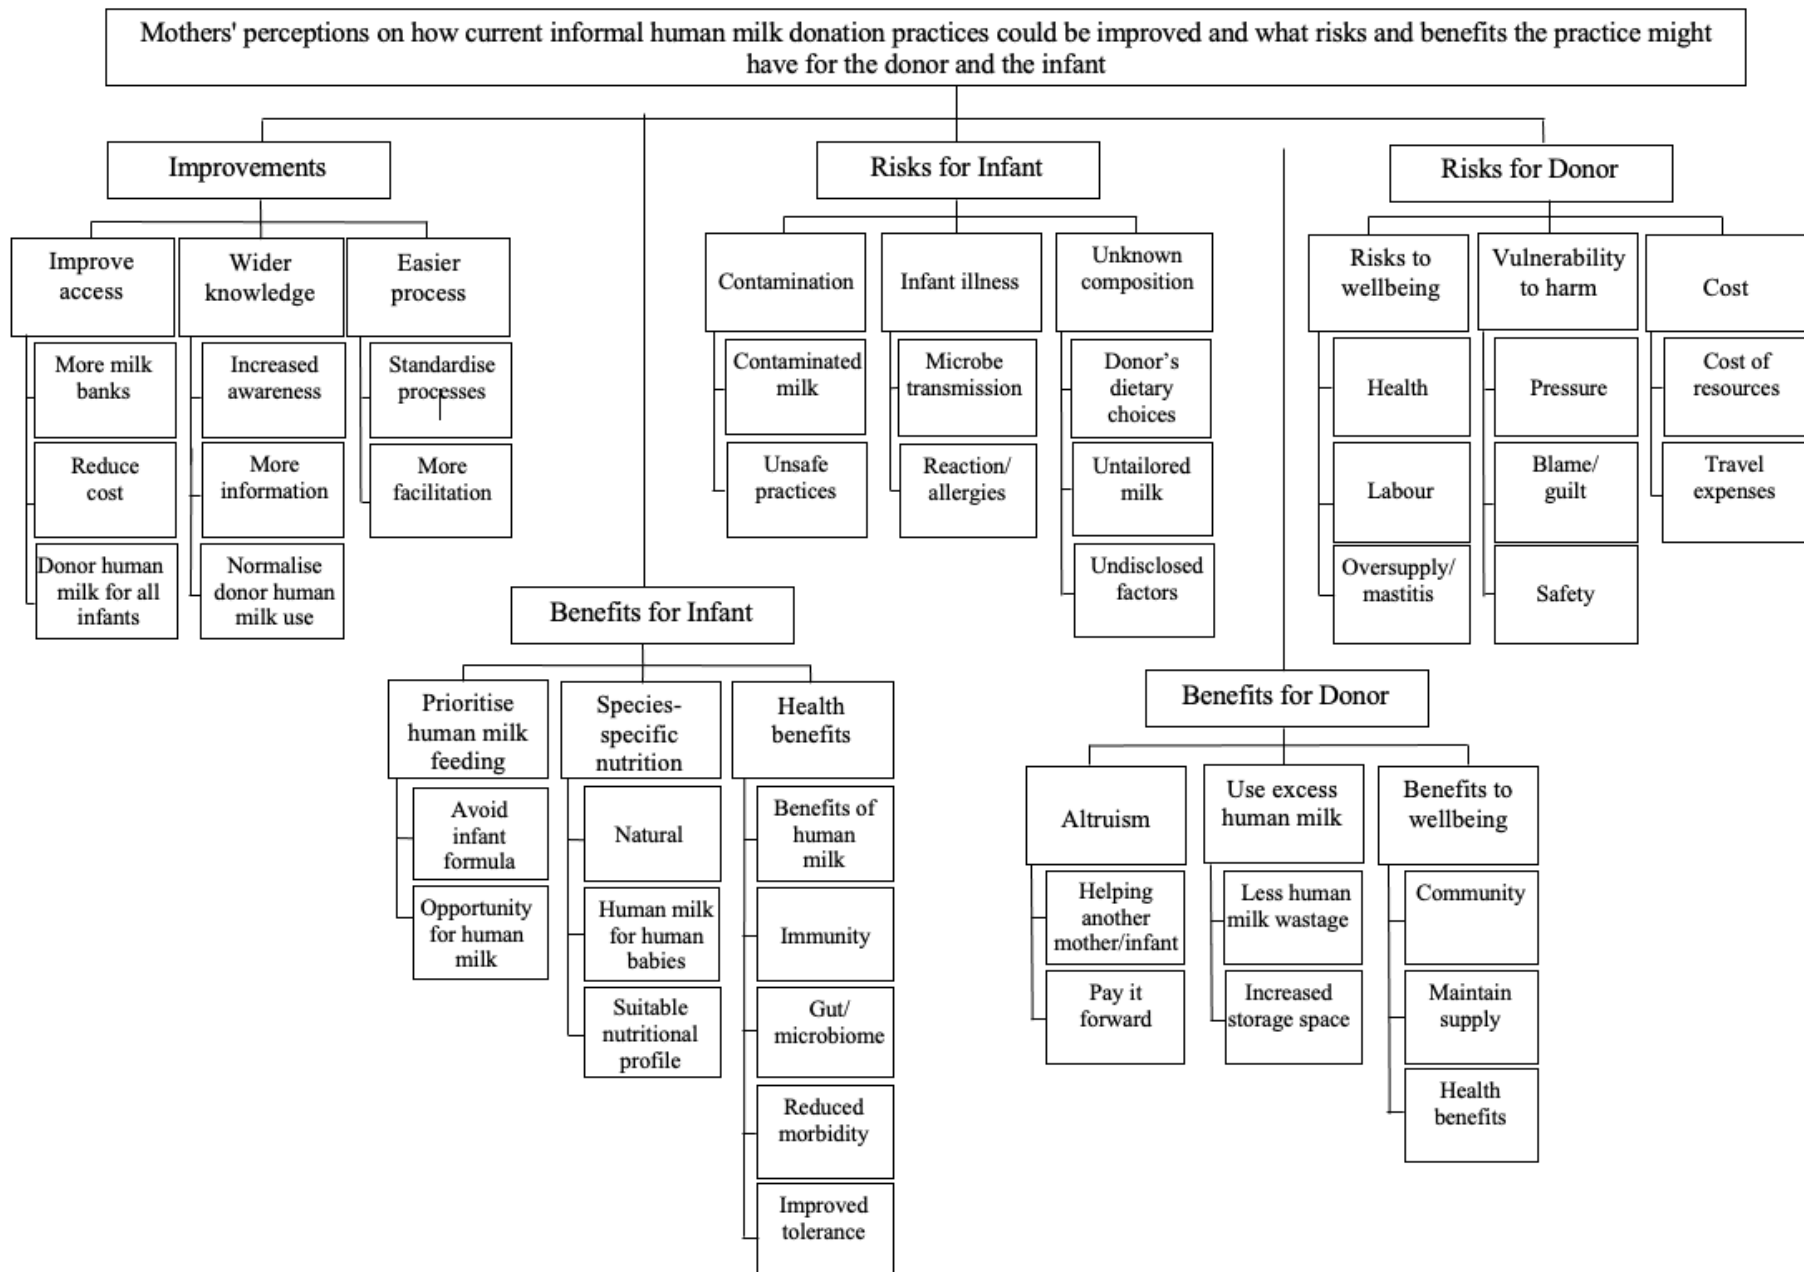 Mothers' perceptions on how current informal human milk donation practices could be improved and what risks and benefits the practice might
have for the donor and the infant
Improvements
Improve
access
More milk
banks
Reduce
cost
Donor human
milk for all
infants
Wider
knowledge
Increased
awareness
More
information
Normalise
donor human
milk use
Easier
process
Standardise
processes
More
facilitation
Benefits for Infant
Prioritise
human milk
feeding
Avoid
infant
formula
Opportunity
for human
milk
Species-
specific
nutrition
Natural
Human milk
for human
babies
Suitable
nutritional
profile
Health
benefits
Benefits of
human
milk
Immunity
Gut/
microbiome
Reduced
morbidity
Improved
tolerance
Risks for Infant
Contamination
Contaminated
milk
Unsafe
practices
Infant illness
Microbe
transmission
Reaction/
allergies
Unknown
composition
Donor’s
dietary
choices
Untailored
milk
Undisclosed
factors
Benefits for Donor
Altruism
Helping
another
mother/infant
Pay it
forward
Use excess
human milk
Less human
milk wastage
Increased
storage space
Benefits to
wellbeing
Community
Maintain
supply
Health
benefits
Risks for Donor
Risks to
wellbeing
Health
Labour
Oversupply/
mastitis
Vulnerability
to harm
Pressure
Blame/
guilt
Safety
Cost
Cost of
resources
Travel
expenses